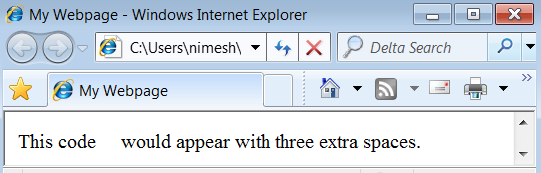 My Webpage - Windows Internet Explorer
C:\Users\nimesh\
Delta Search
My Webpage
This code     would appear with three extra spaces.